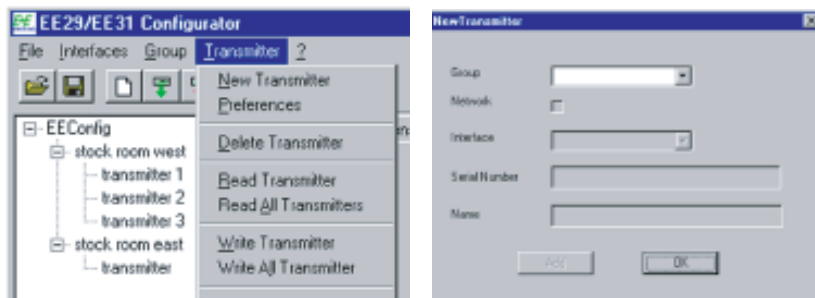 EE29/EE31 Configurator
File Interfaces Group Transmitter ?
New Transmitter
Preferences
Delete Transmitter
Read Transmitter
Read All Transmitters
Write Transmitter
Write All Transmitter
EEConfig
stock room west
transmitter 1
transmitter 2
transmitter 3
stock room east
transmitter
NewTransmitter
Group
Network
Interface
Serial Number
Name
Add
OK